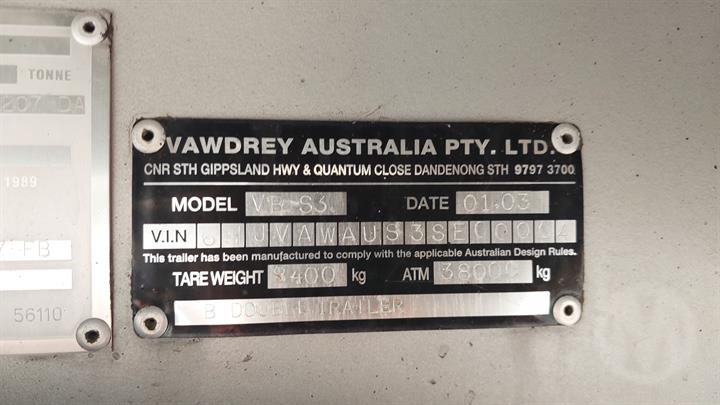 TONNE
207 DA
1989
FB
56110
VAWDREY AUSTRALIA PTY. LTD.
CNR STH GIPPSLAND HWY & QUANTUM CLOSE DANDENONG STH 9797 3700
MODEL VB-S3 DATE 01.03
V.I.N
This trailer has been manufactured to comply with the applicable Australian Design Rules.
TARE WEIGHT 8400 kg ATM 38000 kg
B DOUBLE TRAILER